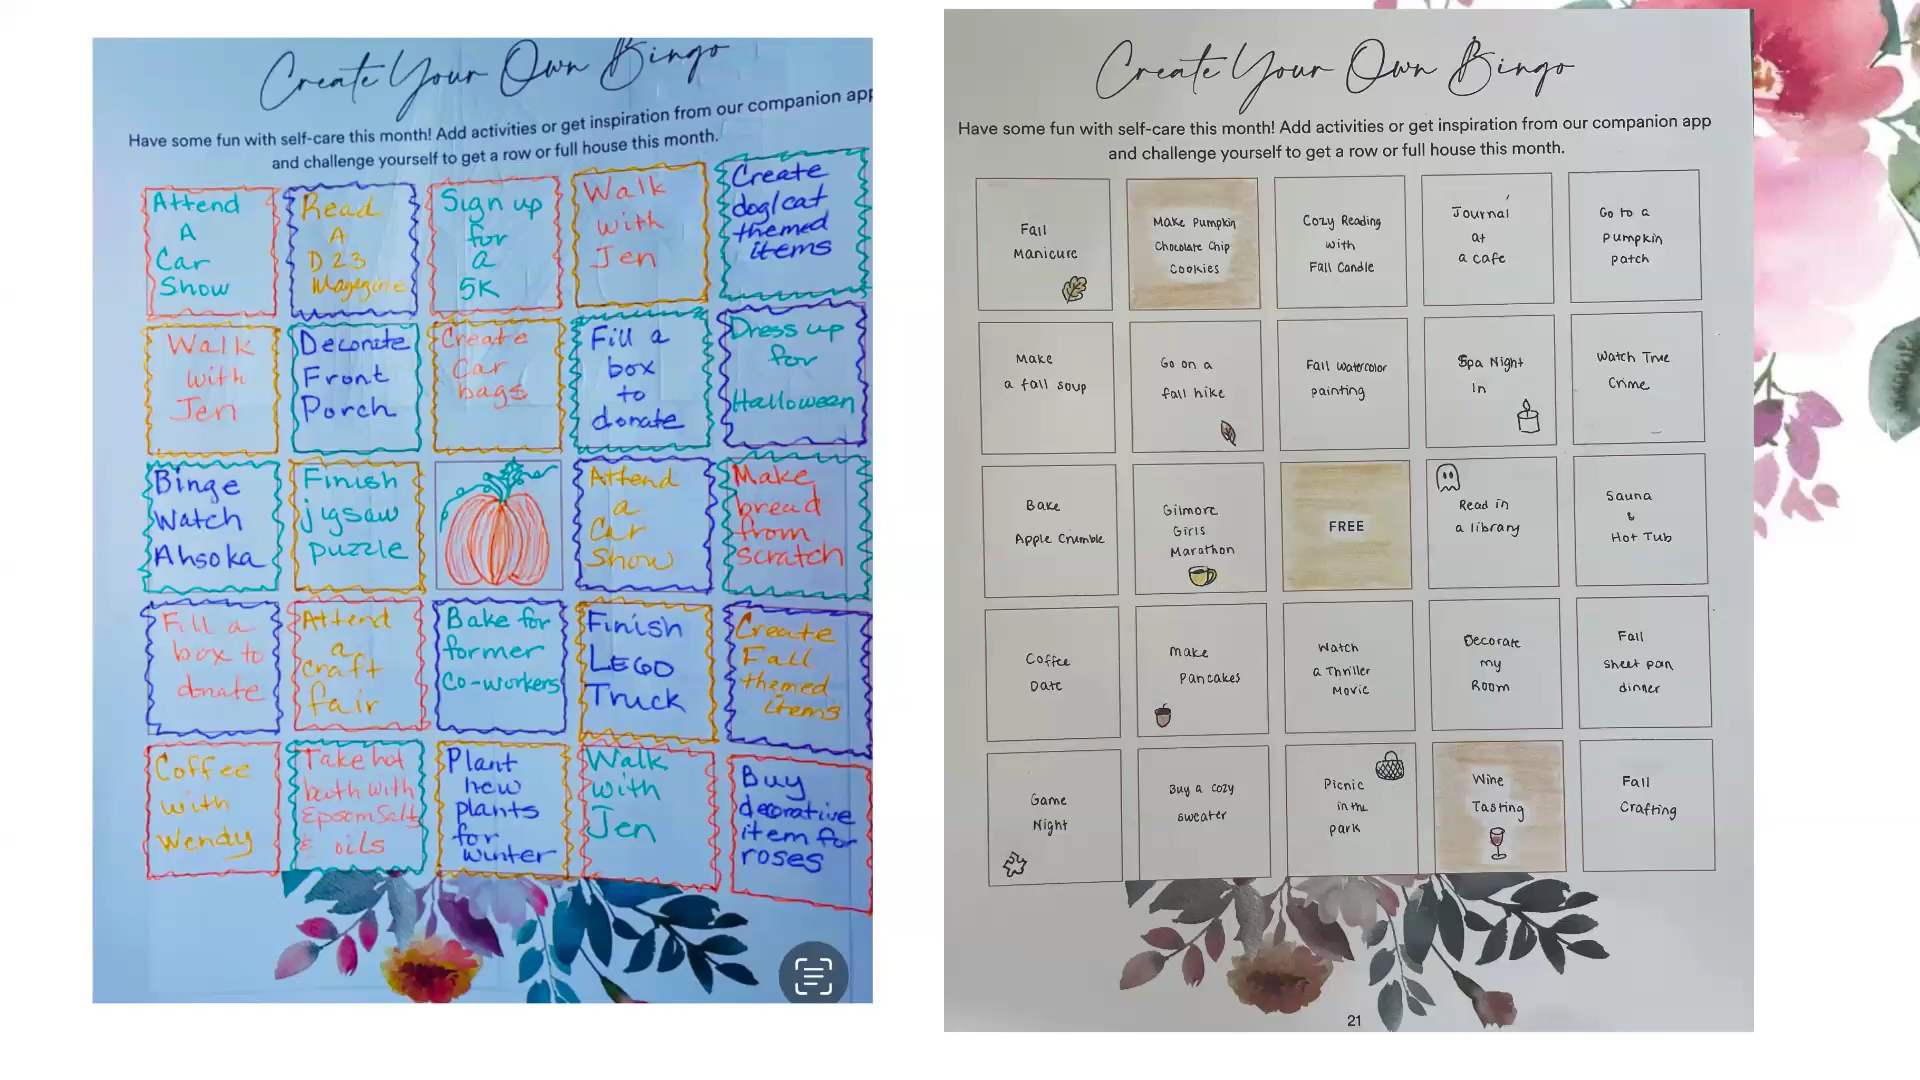 Create Your Own Bingo
Have some fun with self-care this month! Add activities or get inspiration from our companion app
and challenge yourself to get a row or full house this month.
Attend
A
Car
Show
Read
A
D23
Magazine
Sign up
for
a
5K
Walk
with
Jen
Create
dog/cat
themed
items
Walk
with
Jen
Decorate
Front
Porch
Create
Car
bags
Fill a
box
to
donate
Dress up
for
Halloween
Binge
Watch
Ahsoka
Finish
jigsaw
puzzle
Attend
a
Car
Show
Make
bread
from
scratch
Fill a
box to
donate
Attend
a
craft
fair
Bake for
former
Co-workers
Finish
LEGO
Truck
Create
Fall
themed
items
Coffee
with
Wendy
Take hot
bath with
Epsom Salt
& oils
Plant
new
plants
for
winter
Walk
with
Jen
Buy
decorative
item for
roses
Create Your Own Bingo
Have some fun with self-care this month! Add activities or get inspiration from our companion app
and challenge yourself to get a row or full house this month.
Fall
Manicure
Make Pumpkin
Chocolate Chip
Cookies
Cozy Reading
with
Fall Candle
Journal
at
a cafe
Go to a
pumpkin
patch
Make
a fall soup
Go on a
fall hike
Fall watercolor
painting
Spa Night
In
Watch True
Crime
Bake
Apple Crumble
Gilmore
Girls
Marathon
FREE
Read in
a library
Sauna
&
Hot Tub
Coffee
Date
Make
Pancakes
Watch
a Thriller
Movie
Decorate
my
Room
Fall
sheet pan
dinner
Game
Night
Buy a cozy
sweater
Picnic
in the
park
Wine
Tasting
Fall
Crafting
21